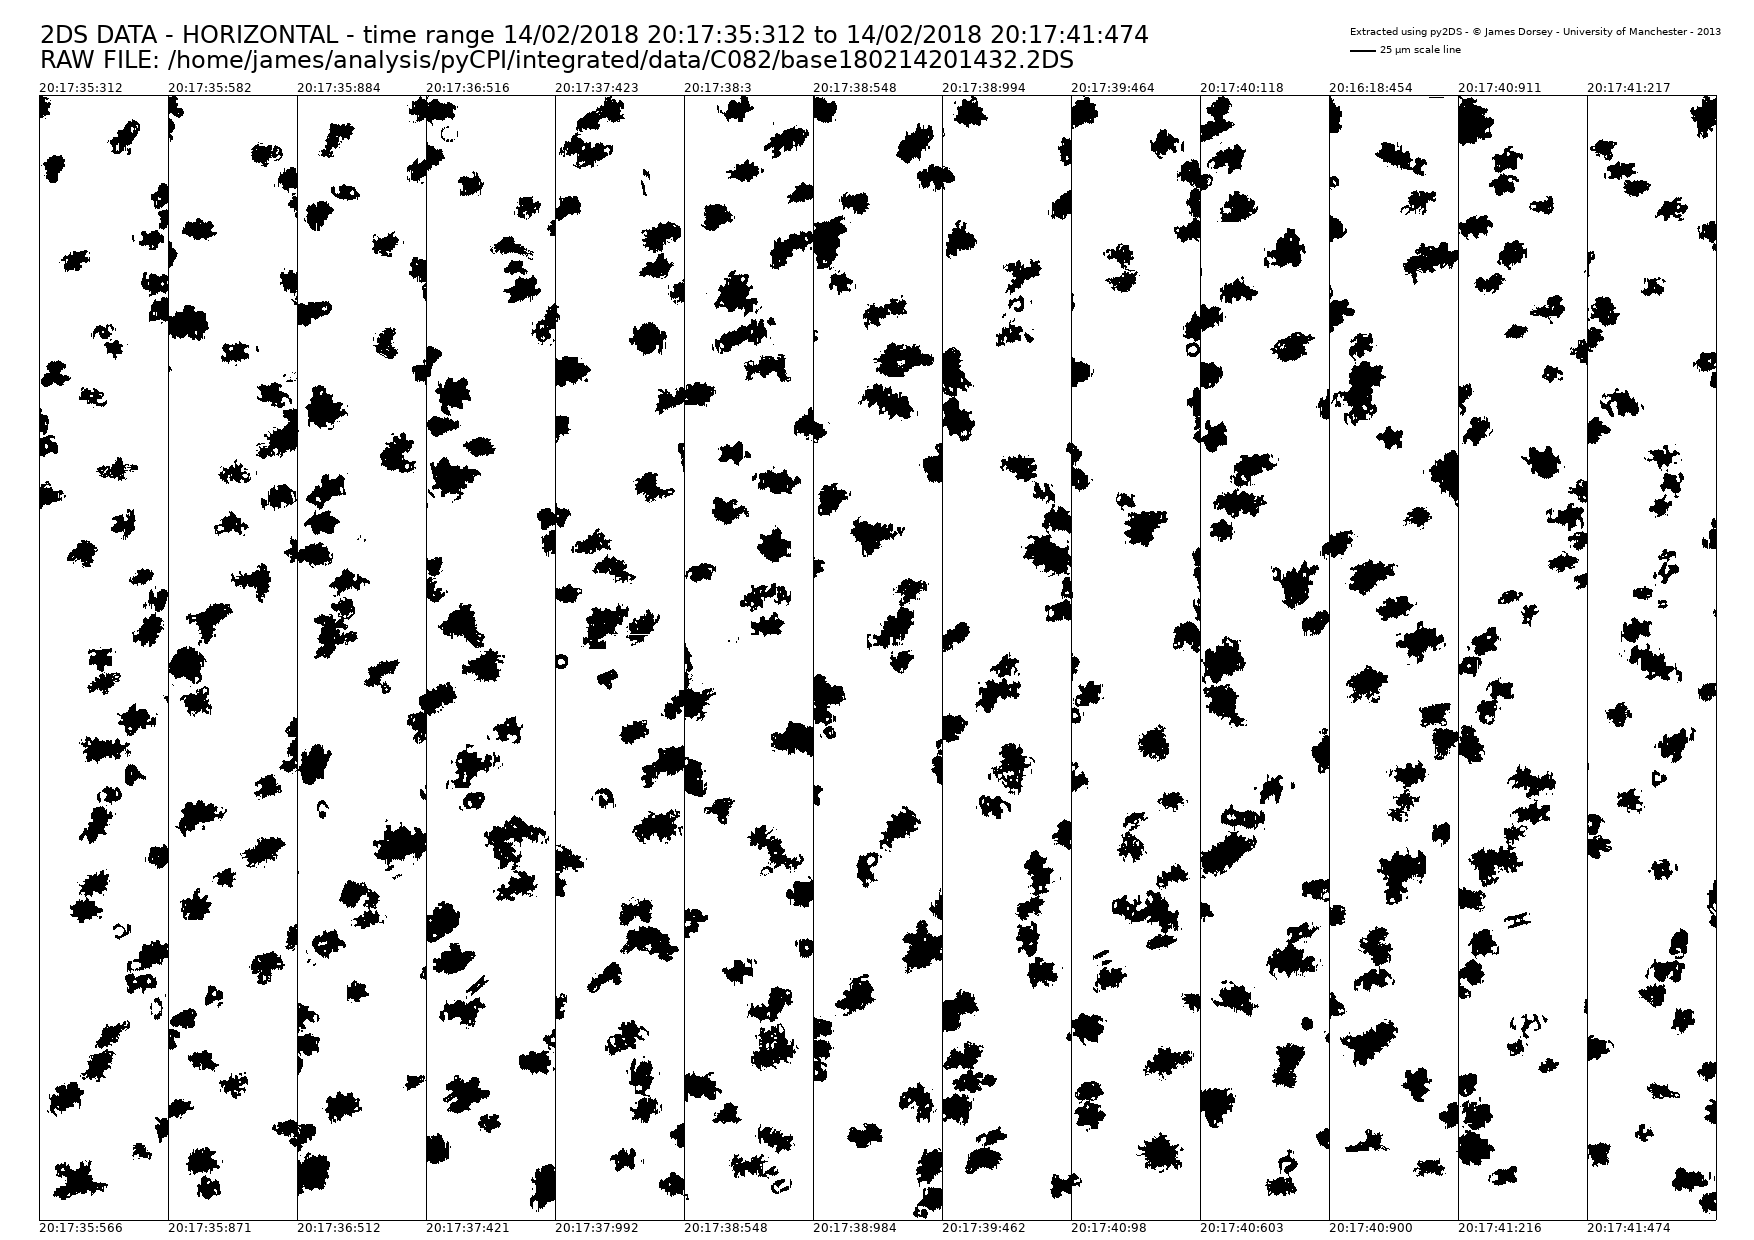 2DS DATA - HORIZONTAL - time range 14/02/2018 20:17:35:312 to 14/02/2018 20:17:41:474
RAW FILE: /home/james/analysis/pyCPI/integrated/data/C082/base180214201432.2DS
Extracted using py2DS - © James Dorsey - University of Manchester - 2013
25 µm scale line
20:17:35:312 20:17:35:582 20:17:35:884 20:17:36:516 20:17:37:423 20:17:38:3 20:17:38:548 20:17:38:994 20:17:39:464 20:17:40:118 20:16:18:454 20:17:40:911 20:17:41:217
20:17:35:566 20:17:35:871 20:17:36:512 20:17:37:421 20:17:37:992 20:17:38:548 20:17:38:984 20:17:39:462 20:17:40:98 20:17:40:603 20:17:40:900 20:17:41:216 20:17:41:474